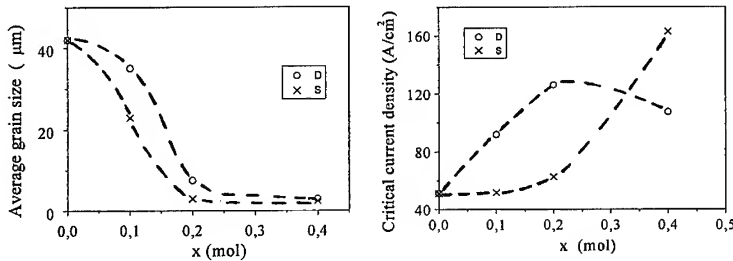 Average grain size ( μm)
40
20
0
D
S
0,0 0,1 0,2 0,3 0,4
x (mol)
Critical current density (A/cm²)
160
120
80
40
D
S
0,0 0,1 0,2 0,3 0,4 0,5
x (mol)